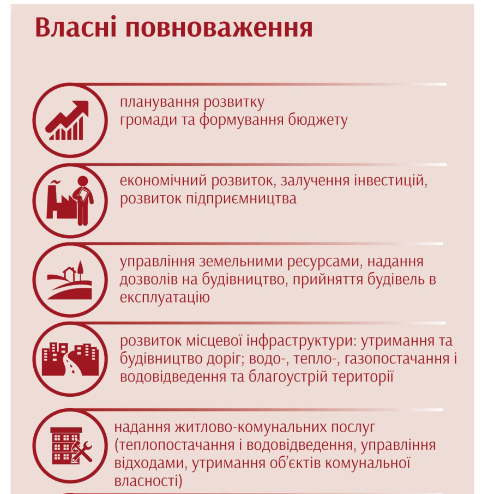 Власні повноваження
планування розвитку
громади та формування бюджету
економічний розвиток, залучення інвестицій,
розвиток підприємництва
управління земельними ресурсами, надання
дозволів на будівництво, прийняття будівель в
експлуатацію
розвиток місцевої інфраструктури: утримання та
будівництво доріг; водо-, тепло-, газопостачання і
водовідведення та благоустрій території
надання житлово-комунальних послуг
(теплопостачання і водовідведення, управління
відходами, утримання об’єктів комунальної
власності)